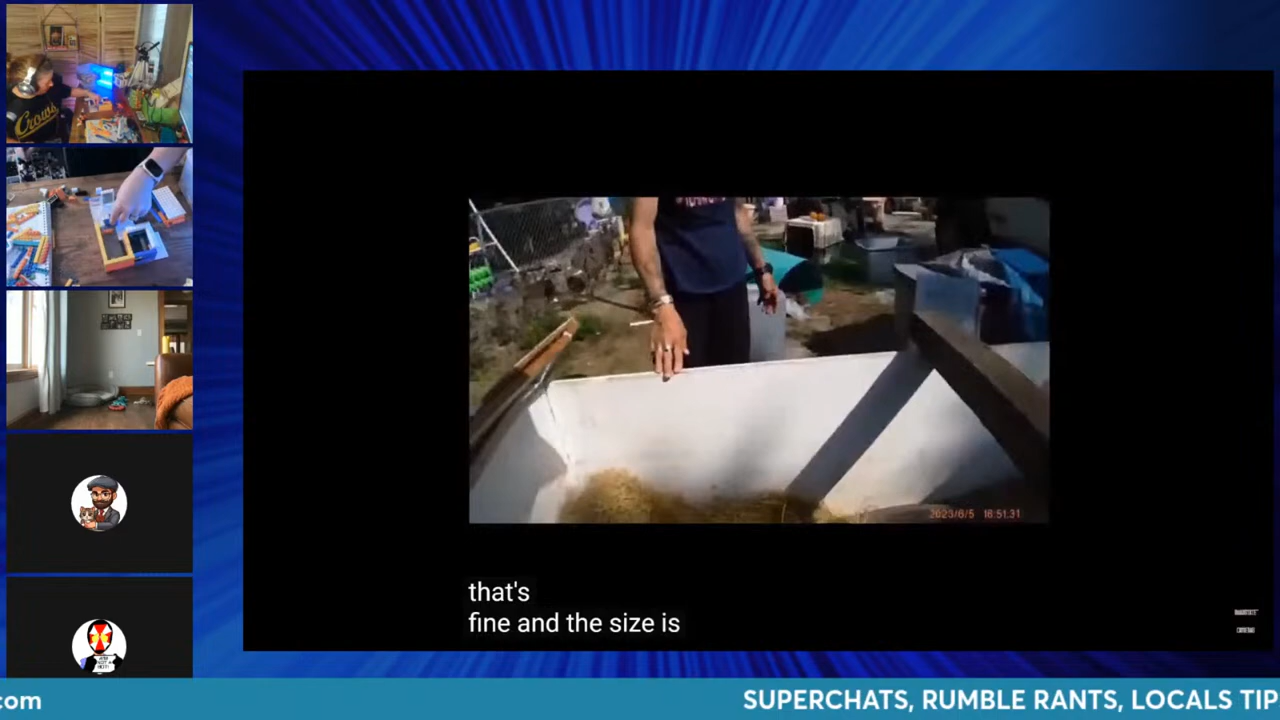 Crows
2023/6/5 16:51:31
that's
fine and the size is
com
SUPERCHATS, RUMBLE RANTS, LOCALS TIP